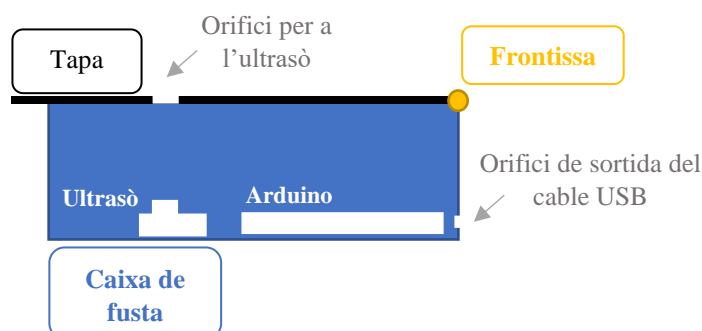 Orifici per a
l’ultrasò
Tapa
Frontissa
Orifici de sortida del
cable USB
Ultrasò
Arduino
Caixa de
fusta